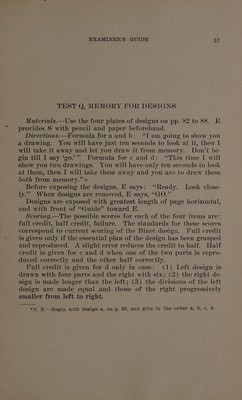 EXAMINER'S GUIDE 57
TEST Q, MEMORY FOR DESIGNS
Materials.—Use the four plates of designs on pp. 82 to 88. E
provides S with pencil and paper beforehand.
Directions.—Formula for a and b: "I am going to show you
a drawing. You will have just ten seconds to look at it, then I
will take it away and let you draw it from memory. Don't be-
gin till I say 'go.'" Formula for c and d: "This time I will
show you two drawings. You will have only ten seconds to look
at them, then I will take them away and you are to draw them
both from memory."*
Before exposing the designs, E says: "Ready. Look close-
ly." When designs are removed, E says, "GO."
Designs are exposed with greatest length of page horizontal,
and with front of "Guide" toward E.
Scoring.—The possible scores for each of the four items are:
full credit, half credit, failure. The standards for these scores
correspond to current scoring of the Binet design. Full credit
is given only if the essential plan of the design has been grasped
and reproduced. A slight error reduces the credit to half. Half
credit is given for c and d when one of the two parts is repro-
duced correctly and the other half correctly.
Full credit is given for d only in case: (1) Left design is
drawn with four parts and the right with six; (2) the right de-
sign is made longer than the left; (3) the divisions of the left
design are made equal and those of the right progressively
smaller from left to right.
*N. B.—Begin with design a, on p. 88, and give in the order a, b, c, d.